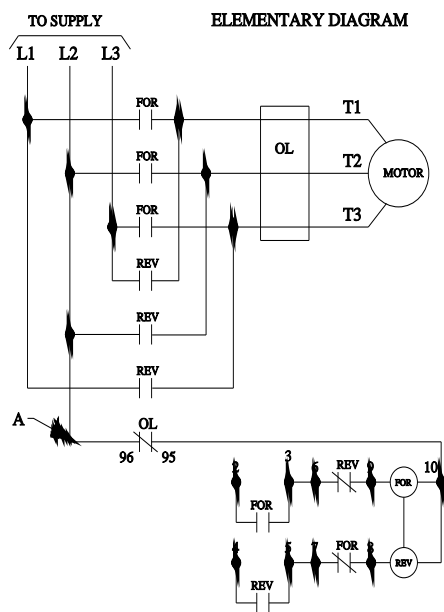 TO SUPPLY ELEMENTARY DIAGRAM
L1 L2 L3
FOR T1
OL
FOR T2 MOTOR
FOR T3
REV
REV
REV
A OL
96 95
2 3 6 REV 9 10
FOR
FOR
4 5 7 FOR 8
REV
REV